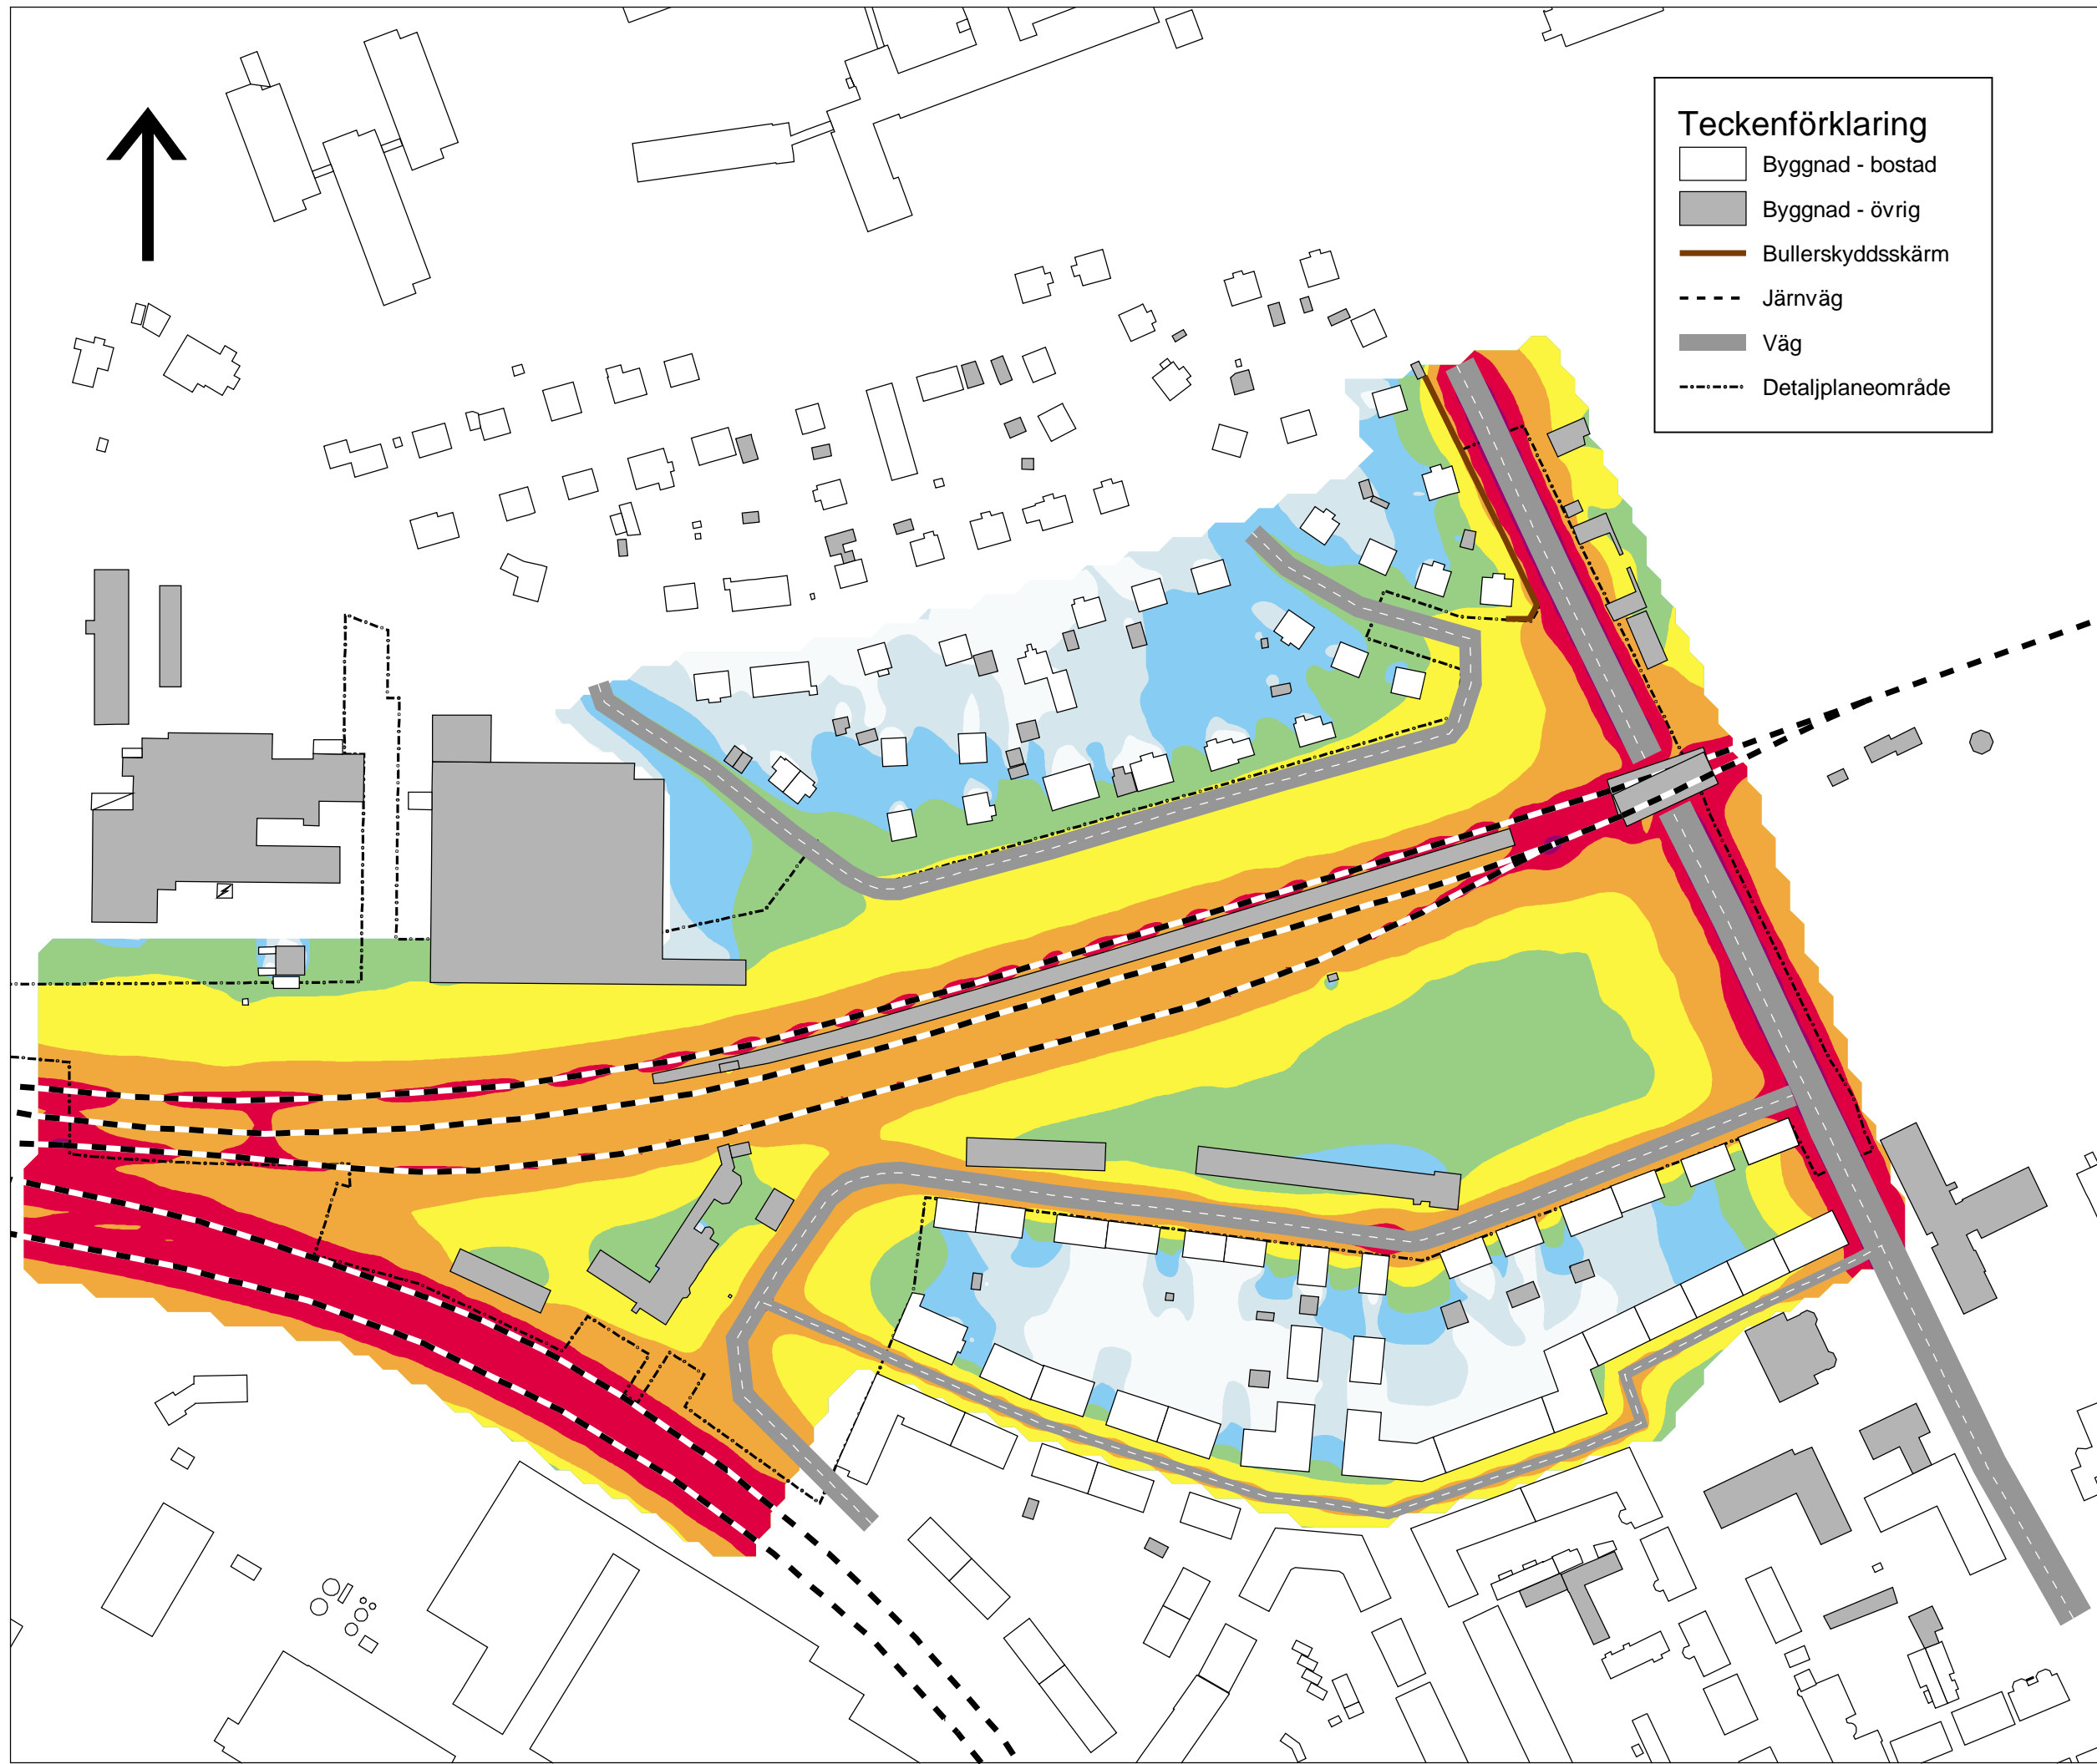 Teckenförklaring
Byggnad - bostad
Byggnad - övrig
Bullerskyddsskärm
Järnväg
Väg
Detaljplaneområde